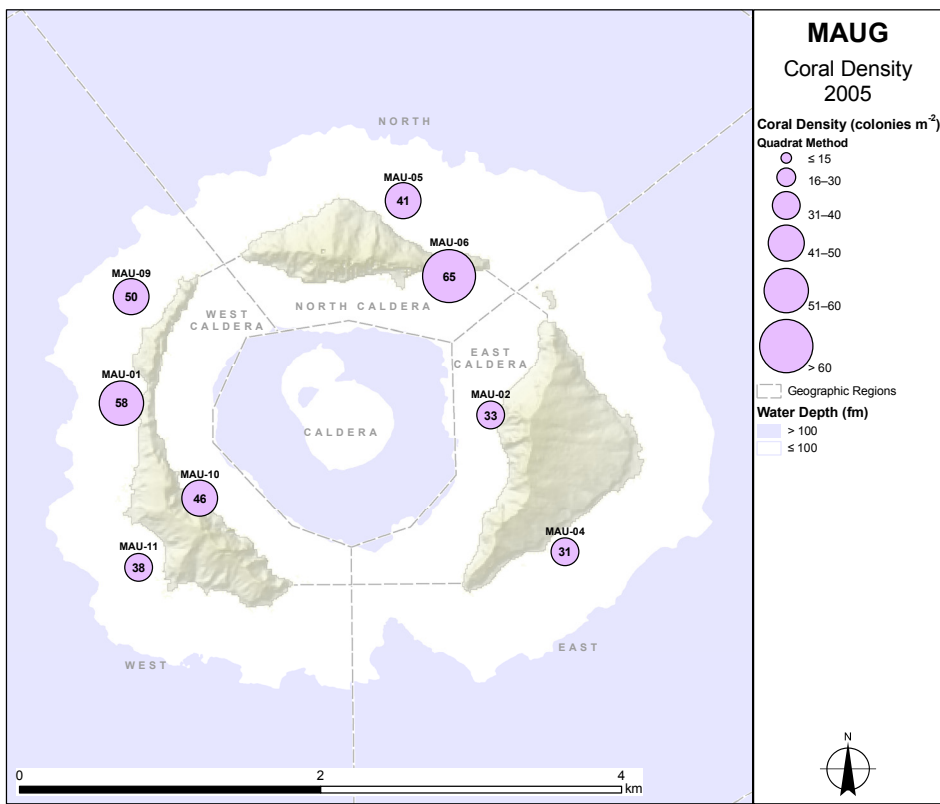 MAUG
Coral Density
2005
Coral Density (colonies m-2)
Quadrat Method
≤ 15
16–30
31–40
41–50
51–60
> 60
Geographic Regions
Water Depth (fm)
> 100
≤ 100
N
NORTH
MAU-05
41
MAU-06
65
MAU-09
50
NORTH CALDERA
WEST
CALDERA
EAST
CALDERA
MAU-01
58
MAU-02
33
CALDERA
MAU-10
46
MAU-04
31
MAU-11
38
EAST
WEST
0
2
4
km